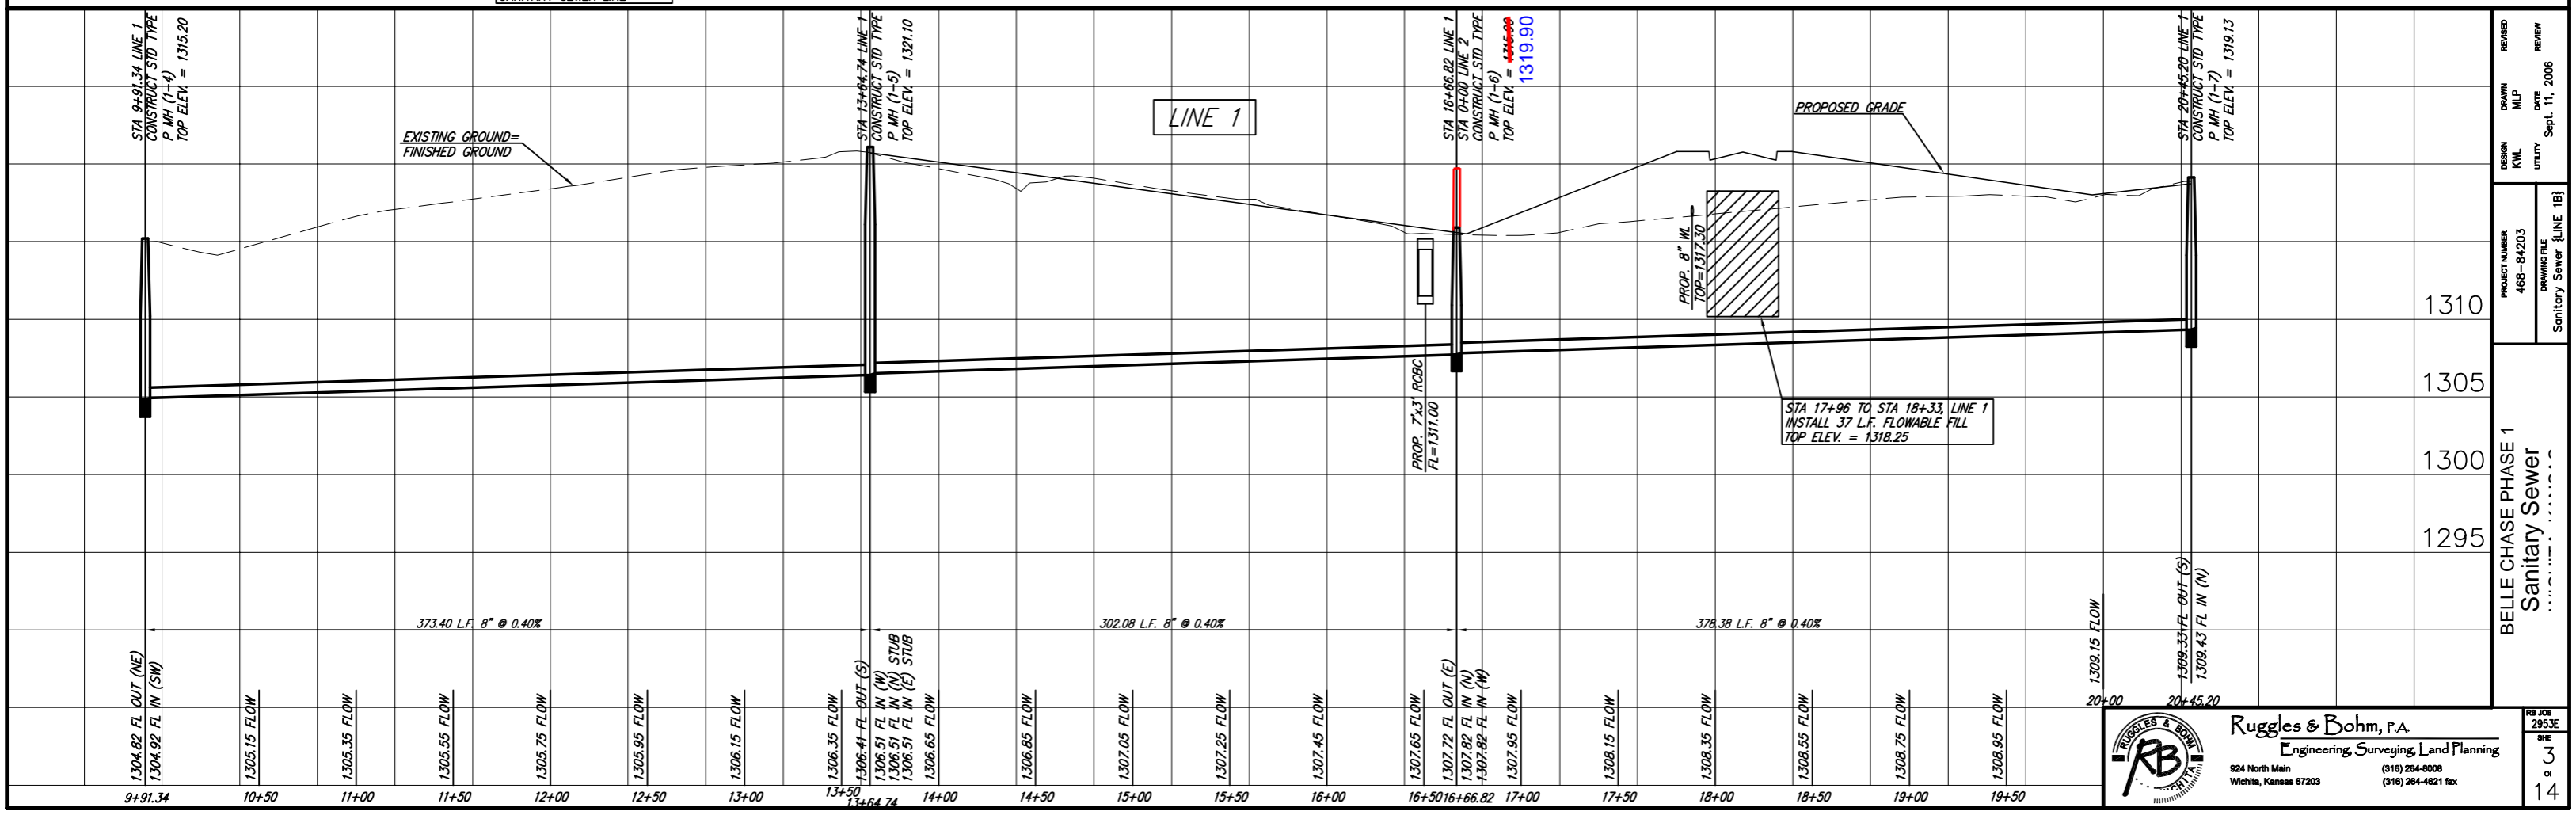 STA 9+91.34 LINE 1
CONSTRUCT STD TYPE
P MH (1-4)
TOP ELEV. = 1315.20
STA 13+64.74 LINE 1
CONSTRUCT STD TYPE
P MH (1-5)
TOP ELEV. = 1321.10
STA 16+66.82 LINE 1
STA 0+00 LINE 2
CONSTRUCT STD TYPE
P MH (1-6)
TOP ELEV. =
1319.90
STA 20+45.20 LINE 1
CONSTRUCT STD TYPE
P MH (1-7)
TOP ELEV. = 1319.13
LINE 1
EXISTING GROUND=
FINISHED GROUND
PROPOSED GRADE
PROP. 8" WL
TOP=1317.30
PROP. 7'x3' RCBC
FL=1311.00
STA 17+96 TO STA 18+33, LINE 1
INSTALL 37 L.F. FLOWABLE FILL
TOP ELEV. = 1318.25
1310
1305
1300
1295
373.40 L.F. 8" @ 0.40%
302.08 L.F. 8" @ 0.40%
378.38 L.F. 8" @ 0.40%
1304.82 FL OUT (NE)
1304.92 FL IN (SW)
1305.15 FLOW
1305.35 FLOW
1305.55 FLOW
1305.75 FLOW
1305.95 FLOW
1306.15 FLOW
1306.35 FLOW
1306.41 FL OUT (S)
1306.51 FL IN (W)
1306.51 FL IN (N) STUB
1306.51 FL IN (E) STUB
1306.65 FLOW
1306.85 FLOW
1307.05 FLOW
1307.25 FLOW
1307.45 FLOW
1307.65 FLOW
1307.72 FL OUT (E)
1307.82 FL IN (N)
1307.82 FL IN (W)
1307.95 FLOW
1308.15 FLOW
1308.35 FLOW
1308.55 FLOW
1308.75 FLOW
1308.95 FLOW
1309.15 FLOW
1309.33 FL OUT (S)
1309.43 FL IN (N)
9+91.34
10+50
11+00
11+50
12+00
12+50
13+00
13+50
13+64.74
14+00
14+50
15+00
15+50
16+00
16+50
16+66.82
17+00
17+50
18+00
18+50
19+00
19+50
20+00
20+45.20
DESIGN
KWL
DRAWN
MLP
REVISED
UTILITY
DATE
Sept. 11, 2006
REVIEW
PROJECT NUMBER
468-84203
DRAWING FILE
Sanitary Sewer {LINE 1B}
BELLE CHASE PHASE 1
Sanitary Sewer
RUGGLES & BOHM
RB
Ruggles & Bohm, P.A.
Engineering, Surveying, Land Planning
924 North Main
Wichita, Kansas 67203
(316) 264-8008
(316) 264-4621 fax
RB JOB
2953E
SHE
3
of
14